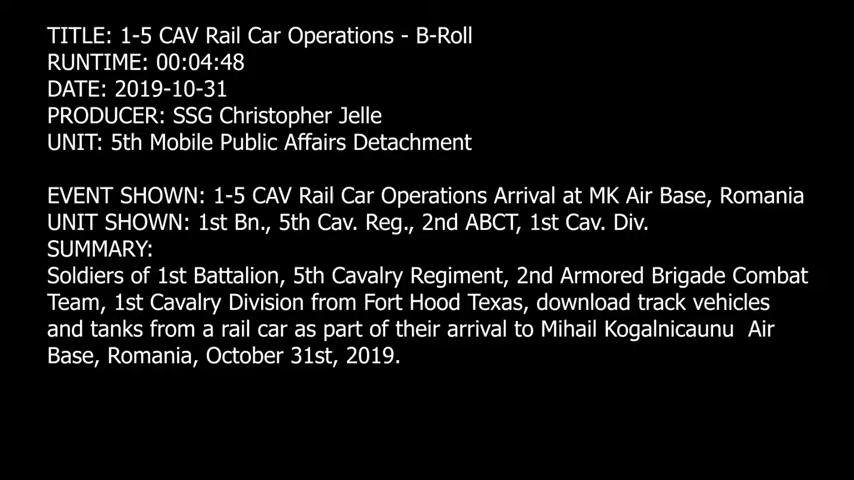 TITLE: 1-5 CAV Rail Car Operations - B-Roll
RUNTIME: 00:04:48
DATE: 2019-10-31
PRODUCER: SSG Christopher Jelle
UNIT: 5th Mobile Public Affairs Detachment
EVENT SHOWN: 1-5 CAV Rail Car Operations Arrival at MK Air Base, Romania
UNIT SHOWN: 1st Bn., 5th Cav. Reg., 2nd ABCT, 1st Cav. Div.
SUMMARY:
Soldiers of 1st Battalion, 5th Cavalry Regiment, 2nd Armored Brigade Combat
Team, 1st Cavalry Division from Fort Hood Texas, download track vehicles
and tanks from a rail car as part of their arrival to Mihail Kogalnicaunu  Air
Base, Romania, October 31st, 2019.